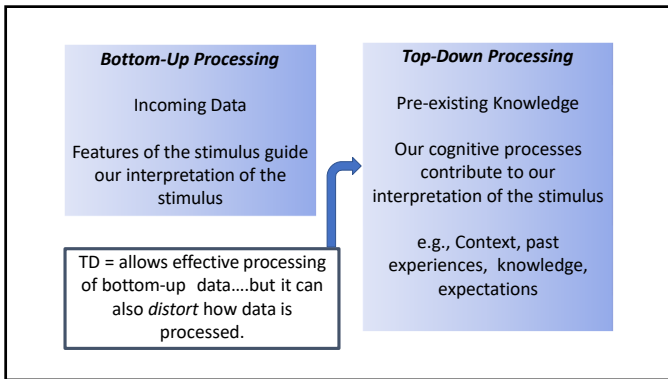 Bottom-Up Processing
Incoming Data
Features of the stimulus guide
our interpretation of the
stimulus
TD = allows effective processing
of bottom-up data....but it can
also distort how data is
processed.
Top-Down Processing
Pre-existing Knowledge
Our cognitive processes
contribute to our
interpretation of the stimulus
e.g., Context, past
experiences, knowledge,
expectations